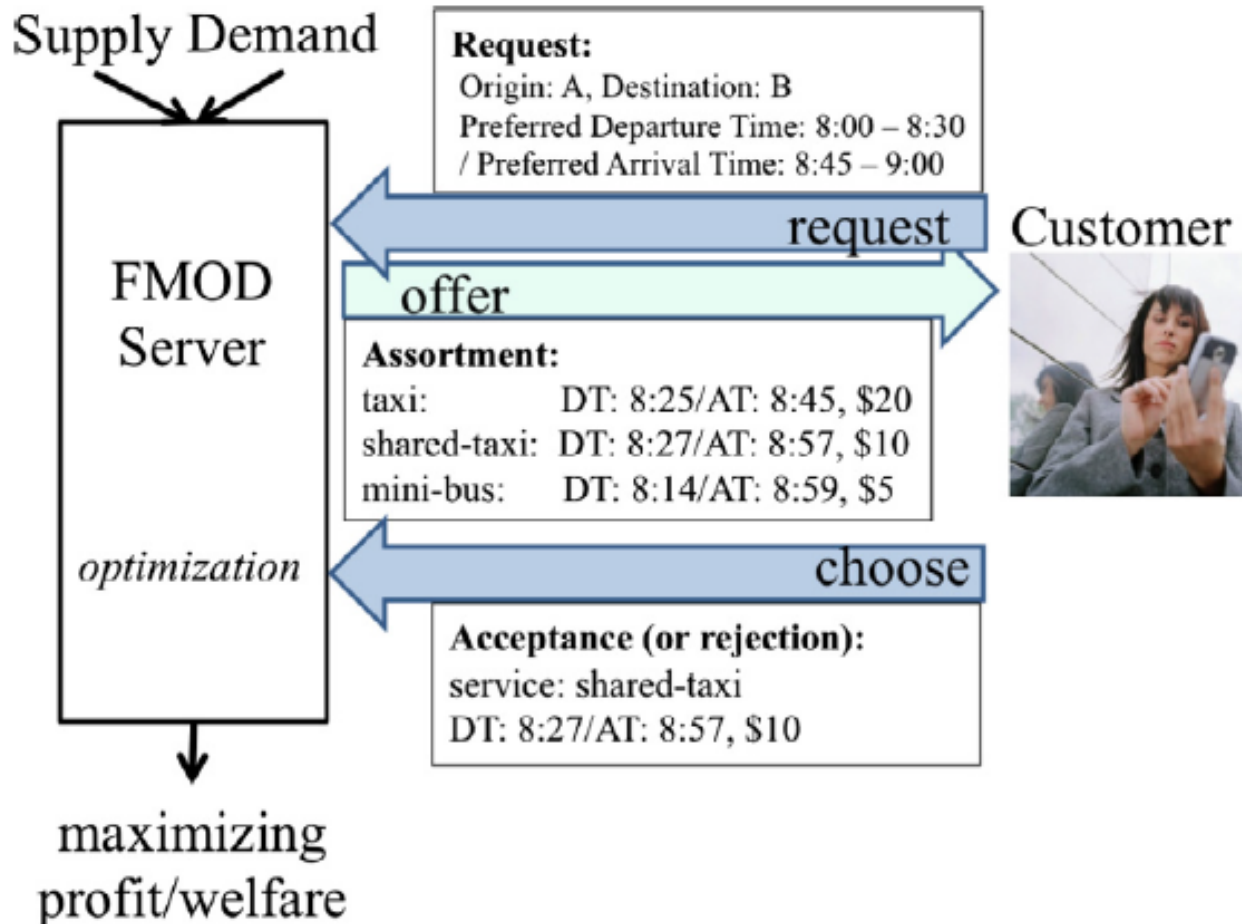 Supply Demand
Request:
Origin: A, Destination: B
Preferred Departure Time: 8:00 – 8:30
/ Preferred Arrival Time: 8:45 – 9:00
request
Customer
offer
FMOD
Server
Assortment:
taxi: DT: 8:25/AT: 8:45, $20
shared-taxi: DT: 8:27/AT: 8:57, $10
mini-bus: DT: 8:14/AT: 8:59, $5
optimization
choose
Acceptance (or rejection):
service: shared-taxi
DT: 8:27/AT: 8:57, $10
maximizing
profit/welfare